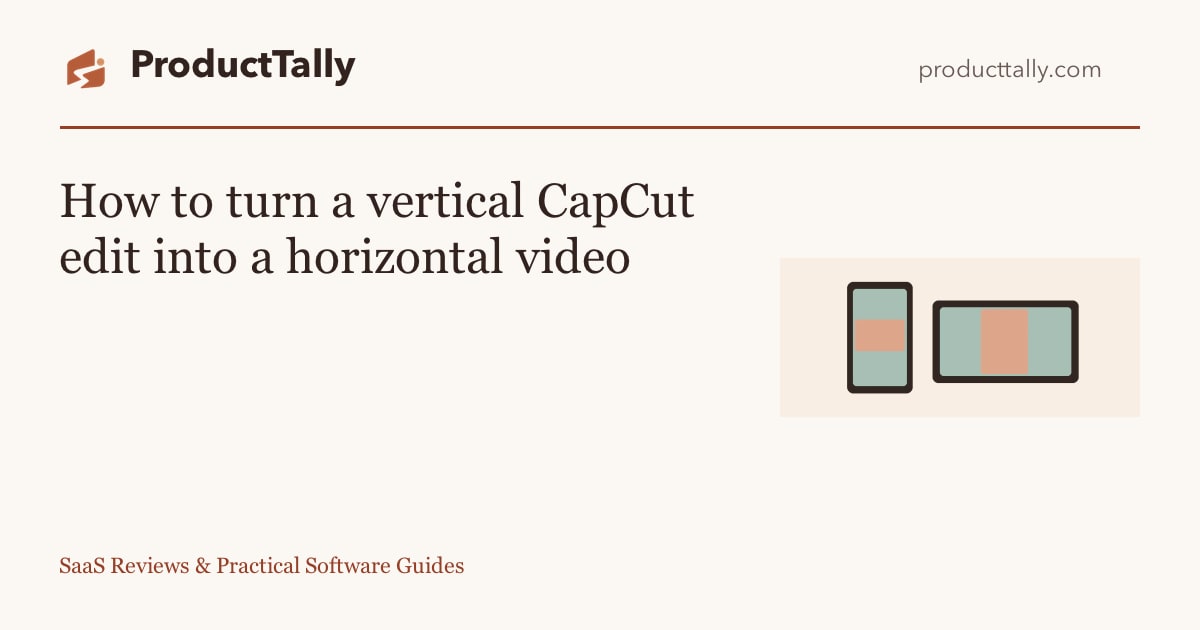 ProductTally
producttally.com
How to turn a vertical CapCut
edit into a horizontal video
SaaS Reviews & Practical Software Guides